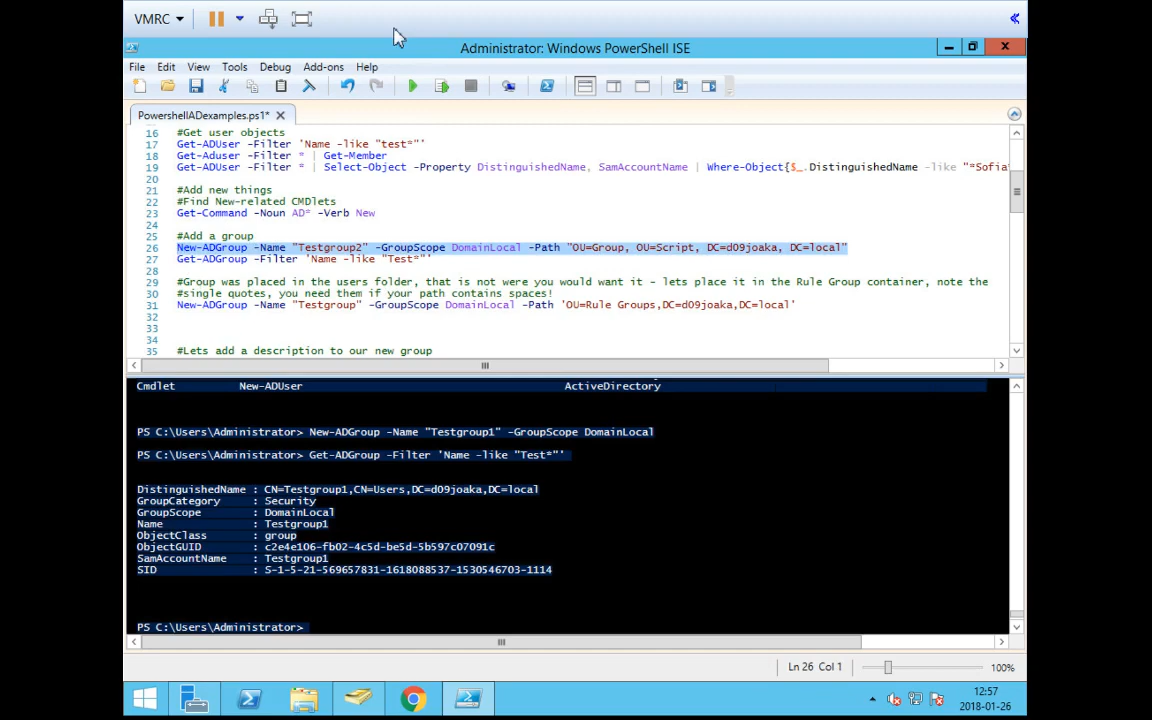 VMRC
Administrator: Windows PowerShell ISE
File Edit View Tools Debug Add-ons Help
PowershellADexamples.ps1*
16 #Get user objects
17 Get-ADUser -Filter 'Name -like "test*"'
18 Get-Aduser -Filter * | Get-Member
19 Get-ADUser -Filter * | Select-Object -Property DistinguishedName, SamAccountName | Where-Object{$_.DistinguishedName -like "*Sofia*
20
21 #Add new things
22 #Find New-related CMDlets
23 Get-Command -Noun AD* -Verb New
24
25 #Add a group
26 New-ADGroup -Name "Testgroup2" -GroupScope DomainLocal -Path "OU=Group, OU=Script, DC=d09joaka, DC=local"
27 Get-ADGroup -Filter 'Name -like "Test*"'
28
29 #Group was placed in the users folder, that is not were you would want it - lets place it in the Rule Group container, note the
30 #single quotes, you need them if your path contains spaces!
31 New-ADGroup -Name "Testgroup" -GroupScope DomainLocal -Path 'OU=Rule Groups,DC=d09joaka,DC=local'
32
33
34
35 #Lets add a description to our new group
Cmdlet New-ADUser ActiveDirectory
PS C:\Users\Administrator> New-ADGroup -Name "Testgroup1" -GroupScope DomainLocal
PS C:\Users\Administrator> Get-ADGroup -Filter 'Name -like "Test*"'
DistinguishedName : CN=Testgroup1,CN=Users,DC=d09joaka,DC=local
GroupCategory : Security
GroupScope : DomainLocal
Name : Testgroup1
ObjectClass : group
ObjectGUID : c2e4e106-fb02-4c5d-be5d-5b597c07091c
SamAccountName : Testgroup1
SID : S-1-5-21-569657831-1618088537-1530546703-1114
PS C:\Users\Administrator>
Ln 26 Col 1 100%
12:57
2018-01-26